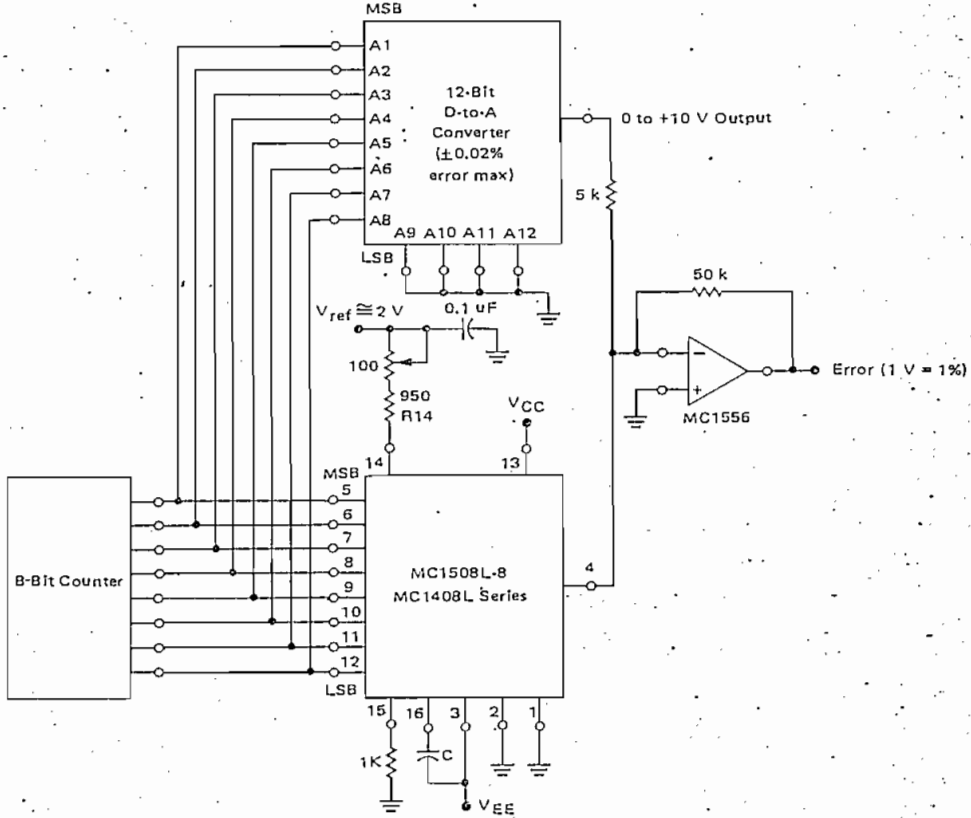 MSB
A1
A2
A3
A4
A5
A6
A7
A8
12-Bit
D-to-A
Converter
(±0.02%
error max)
A9 A10 A11 A12
LSB
0 to +10 V Output
5 k
50 k
Vref ≅ 2 V
0.1 uF
100
950
R14
VCC
Error (1 V = 1%)
MC1556
14
13
MSB
5
6
7
8
9
10
11
12
LSB
8-Bit Counter
MC1508L-8
MC1408L Series
4
15
16
3
2
1
1K
C
VEE